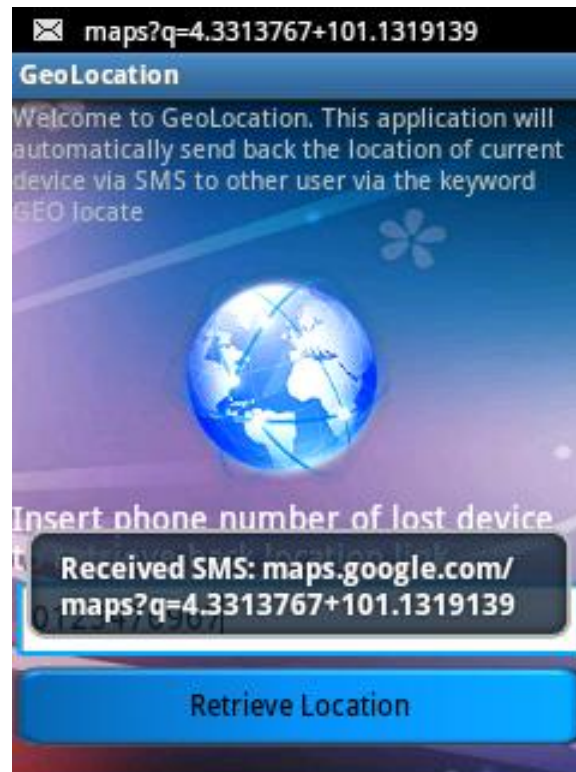 maps?q=4.3313767+101.1319139
GeoLocation
Welcome to GeoLocation. This application will
automatically send back the location of current
device via SMS to other user via the keyword
GEO locate
Insert phone number of lost device
Received SMS: maps.google.com/
maps?q=4.3313767+101.1319139
Retrieve Location